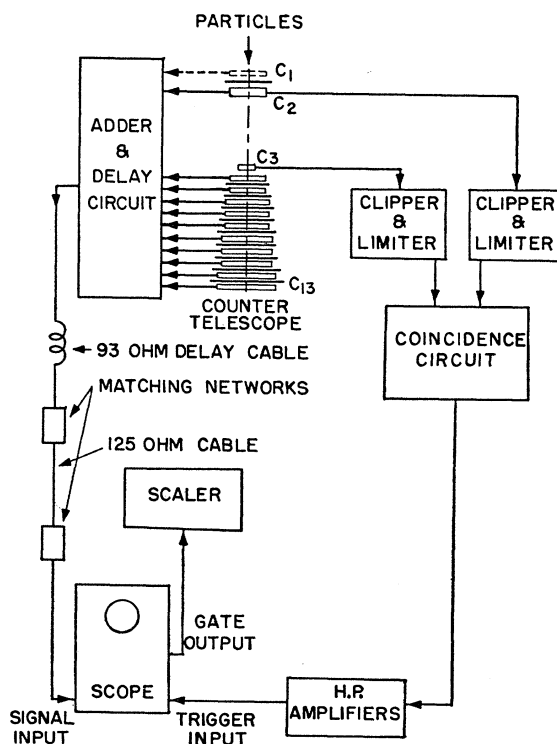 PARTICLES
C1
C2
ADDER
&
DELAY
CIRCUIT
C3
CLIPPER
&
LIMITER
CLIPPER
&
LIMITER
C13
COUNTER
TELESCOPE
COINCIDENCE
CIRCUIT
93 OHM DELAY CABLE
MATCHING NETWORKS
125 OHM CABLE
SCALER
GATE
OUTPUT
SCOPE
H.P.
AMPLIFIERS
SIGNAL
INPUT
TRIGGER
INPUT